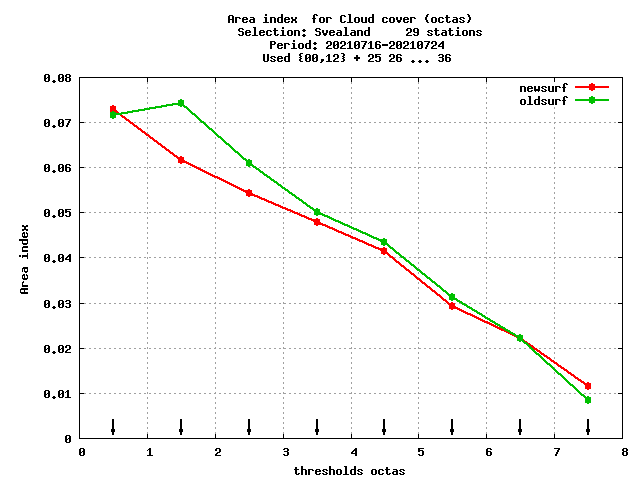 Area index  for Cloud cover (octas)
Selection: Svealand     29 stations
Period: 20210716-20210724
Used {00,12} + 25 26 ... 36
newsurf
oldsurf
0.08
0.07
0.06
0.05
0.04
0.03
0.02
0.01
0
Area index
0 1 2 3 4 5 6 7 8
thresholds octas